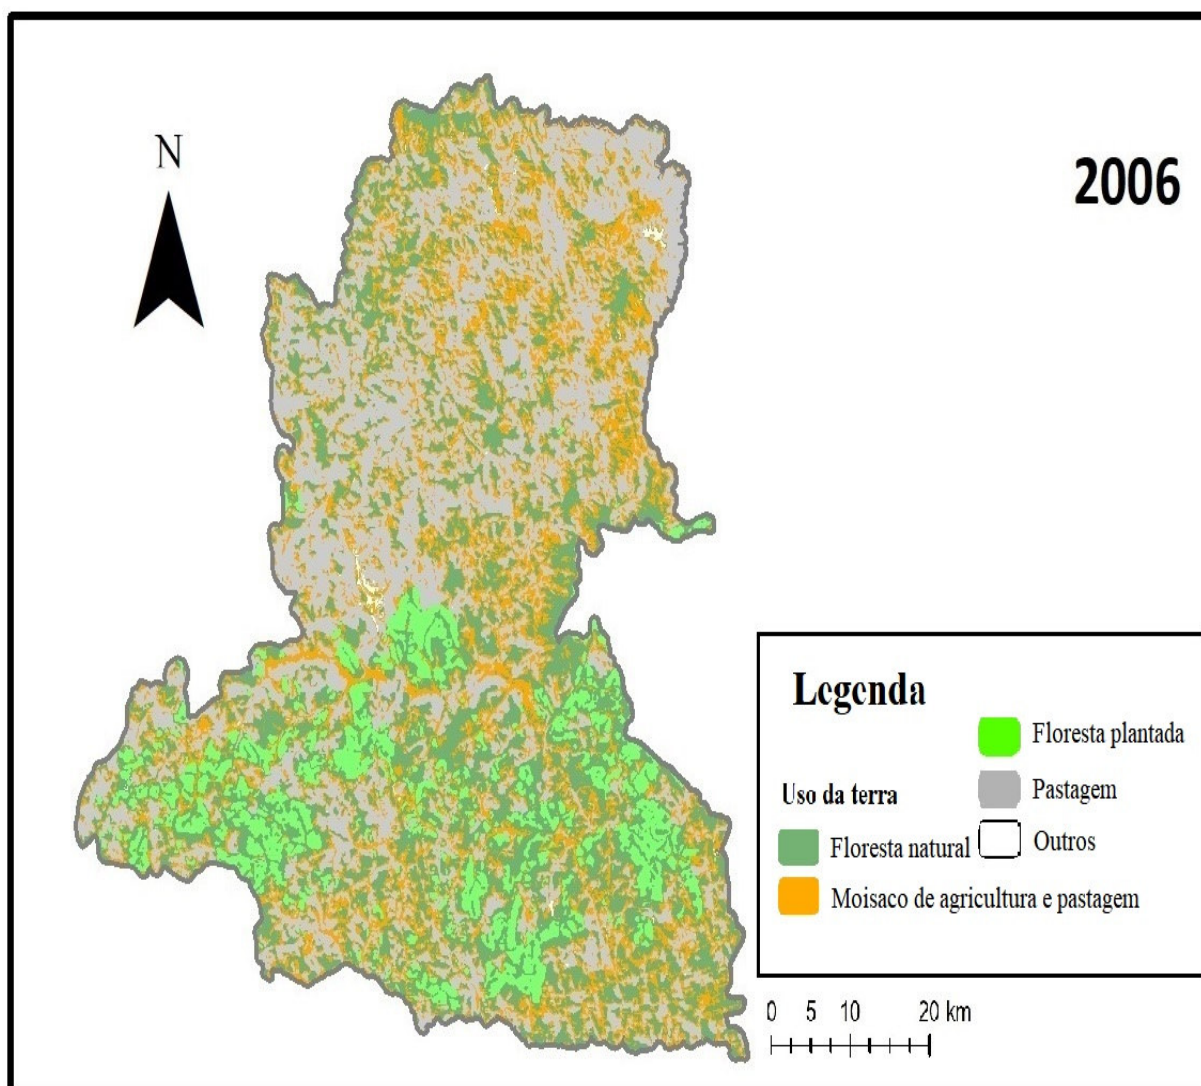 N
2006
Legenda
Uso da terra
Floresta natural
Moisaco de agricultura e pastagem
Floresta plantada
Pastagem
Outros
0 5 10 20 km